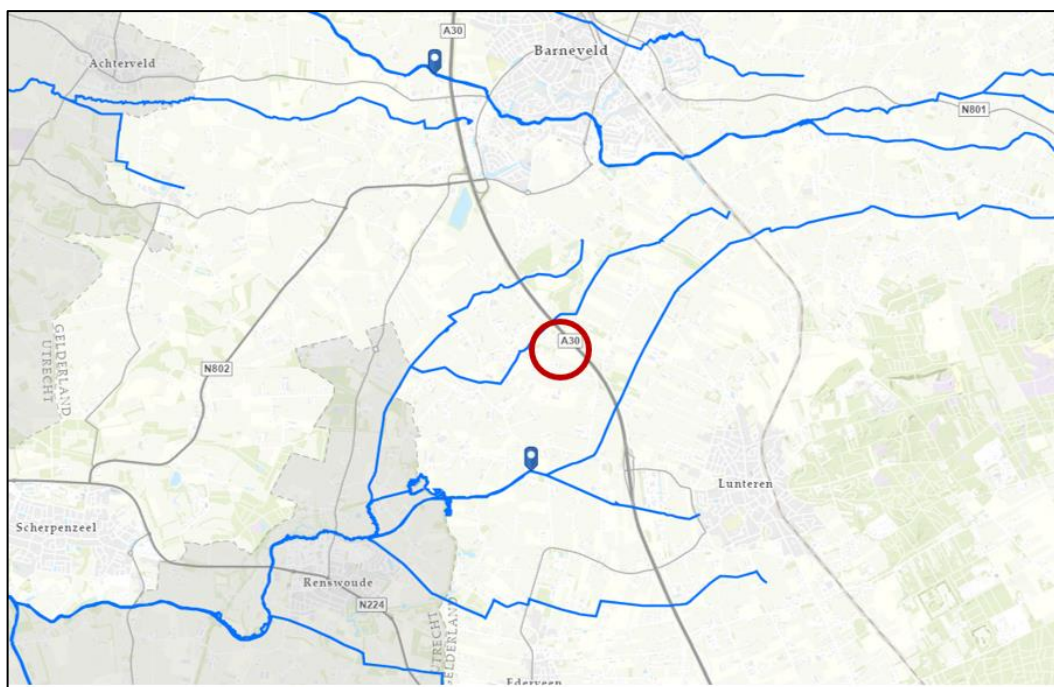 A30
Barneveld
Achterveld
N801
GELDERLAND
UTRECHT
A30
N802
Lunteren
Scherpenzeel
Renswoude
N224
UTRECHT
GELDERLAND
Ederveen